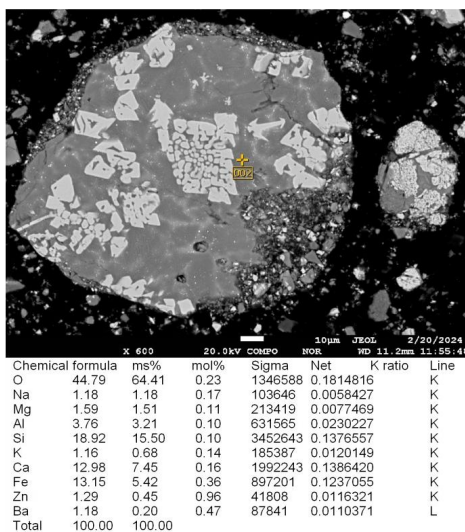 002
10µm JEOL 2/20/2024
X 600 20.0kV COMPO NOR WD 11.2mm 11:55:48
Chemical formula ms% mol% Sigma Net K ratio Line
O 44.79 64.41 0.23 1346588 0.1814816 K
Na 1.18 1.18 0.17 103646 0.0058427 K
Mg 1.59 1.51 0.11 213419 0.0077469 K
Al 3.76 3.21 0.10 631565 0.0230227 K
Si 18.92 15.50 0.10 3452643 0.1376557 K
K 1.16 0.68 0.14 185387 0.0120149 K
Ca 12.98 7.45 0.16 1992243 0.1386420 K
Fe 13.15 5.42 0.36 897201 0.1237055 K
Zn 1.29 0.45 0.96 41808 0.0116321 K
Ba 1.18 0.20 0.47 87841 0.0110371 L
Total 100.00 100.00